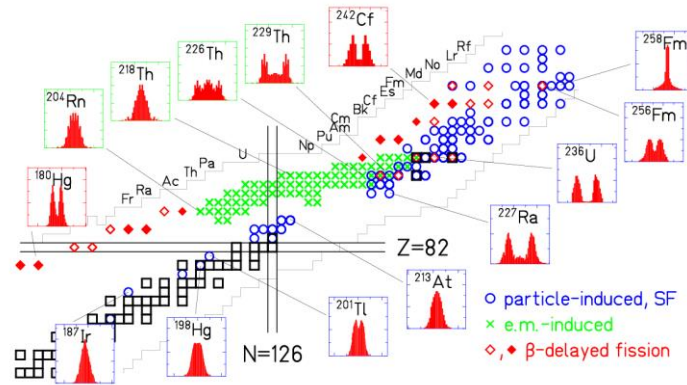 242Cf
229Th
226Th
218Th
204Rn
180Hg
258Fm
256Fm
236U
227Ra
213At
201Tl
198Hg
187Ir
Rf
Lr
No
Md
Fm
Es
Cf
Bk
Cm
Am
Pu
Np
U
Pa
Th
Ac
Ra
Fr
Z=82
N=126
particle-induced, SF
e.m.-induced
, β-delayed fission